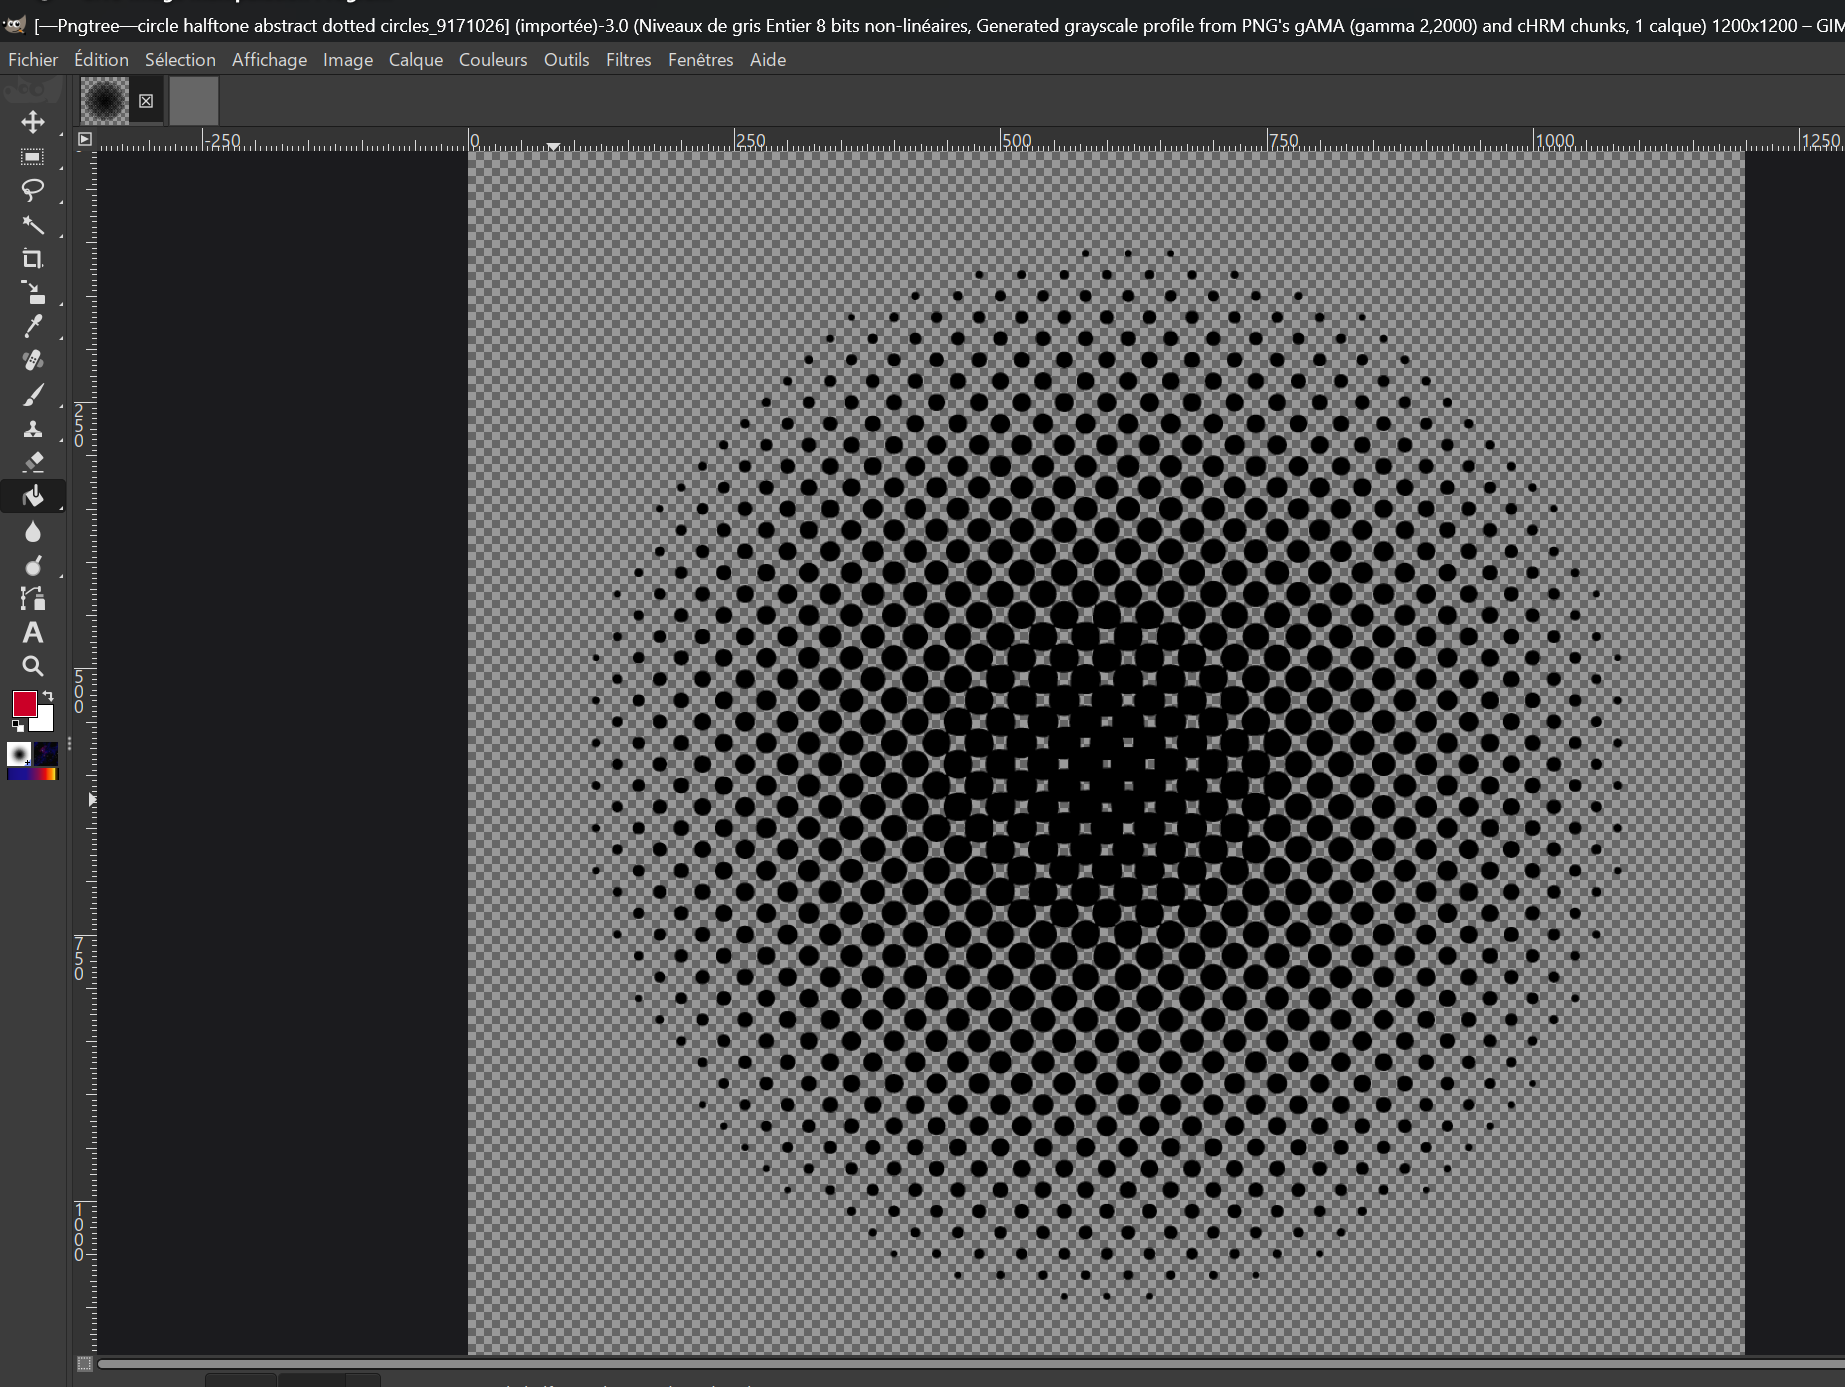 [—Pngtree—circle halftone abstract dotted circles_9171026] (importée)-3.0 (Niveaux de gris Entier 8 bits non-linéaires, Generated grayscale profile from PNG's gAMA (gamma 2,2000) and cHRM chunks, 1 calque) 1200x1200 – GIM
Fichier Édition Sélection Affichage Image Calque Couleurs Outils Filtres Fenêtres Aide
-250 0 250 500 750 1000 1250
250
500
750
1000